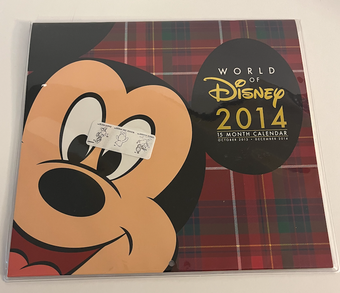 WORLD
OF
Disney
2014
15 MONTH CALENDAR
OCTOBER 2013 - DECEMBER 2014